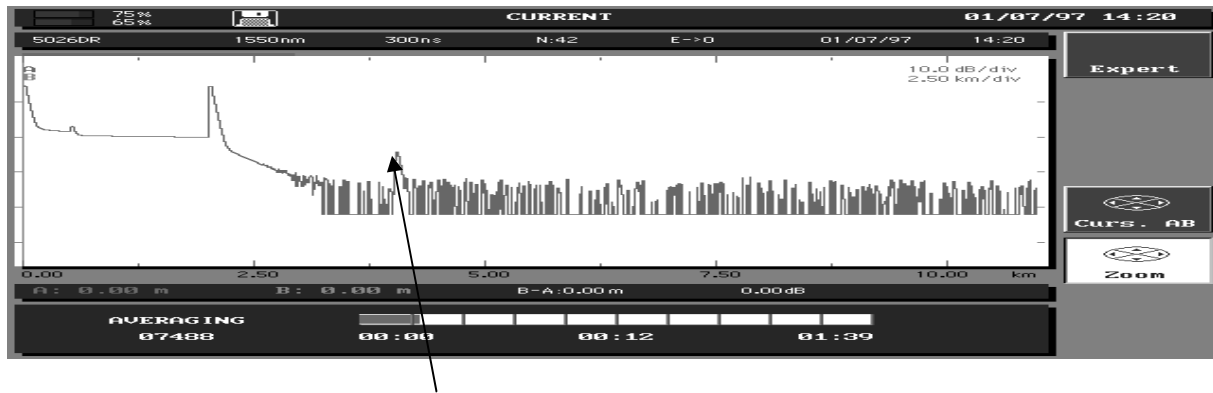 75%
65%
CURRENT
01/07/97 14:20
5026DR 1550nm 300ns N:42 E->O 01/07/97 14:20
Expert
A
B
10.0 dB/div
2.50 km/div
Curs. AB
Zoom
0.00 2.50 5.00 7.50 10.00 km
A: 0.00 m B: 0.00 m B-A:0.00 m 0.00dB
AVERAGING
07488 00:00 00:12 01:39